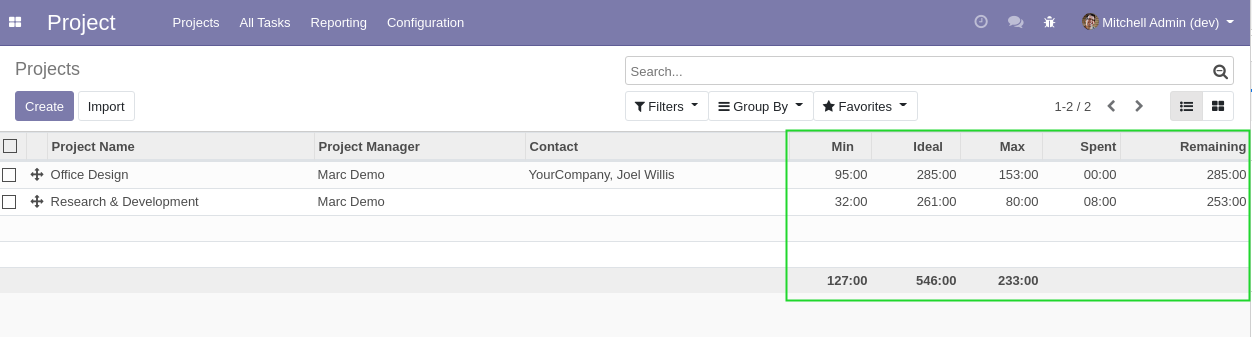 Project Projects All Tasks Reporting Configuration Mitchell Admin (dev)
Projects Search...
Create Import Filters Group By Favorites 1-2 / 2
Project Name Project Manager Contact Min Ideal Max Spent Remaining
Office Design Marc Demo YourCompany, Joel Willis 95:00 285:00 153:00 00:00 285:00
Research & Development Marc Demo 32:00 261:00 80:00 08:00 253:00
127:00 546:00 233:00